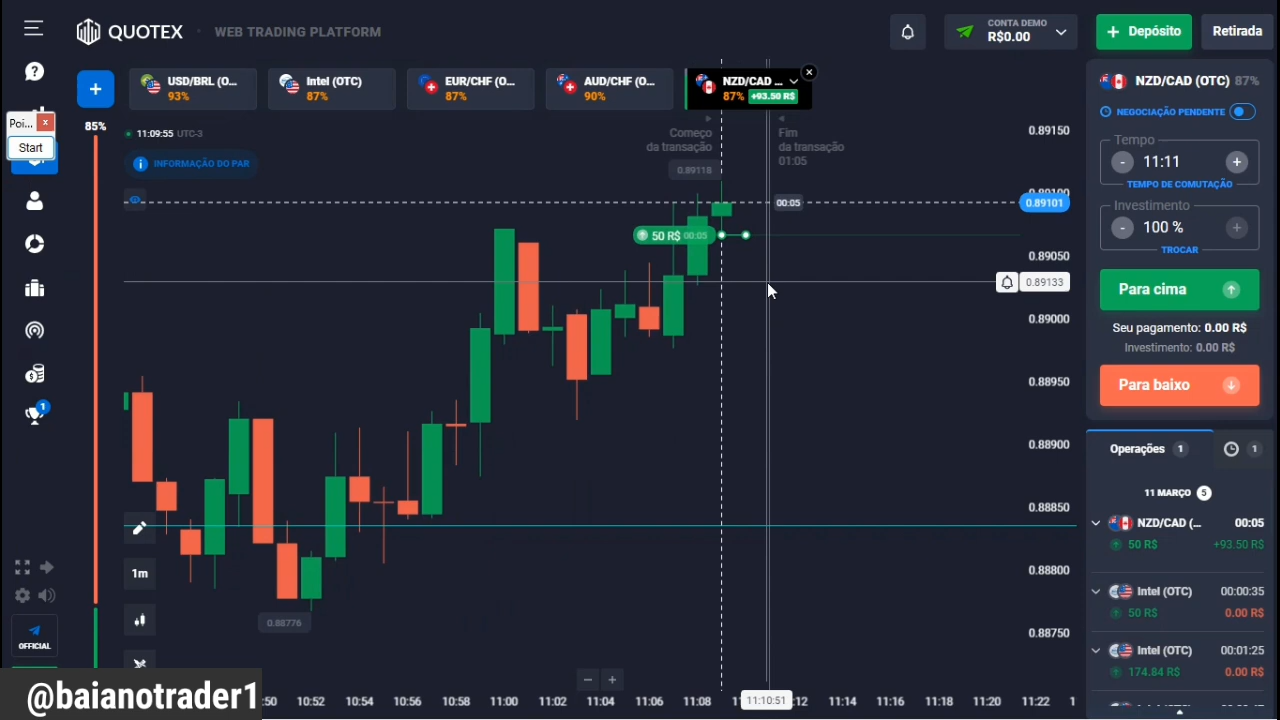 QUOTEX
WEB TRADING PLATFORM
CONTA DEMO
R$0.00
+ Depósito
Retirada
Poi... x
Start
85%
+
USD/BRL (O...
93%
Intel (OTC)
87%
EUR/CHF (O...
87%
AUD/CHF (O...
90%
NZD/CAD ...
87% +93.50 R$
11:09:55 UTC-3
INFORMAÇÃO DO PAR
Começo
da transação
0.89118
Fim
da transação
01:05
00:05
50 R$ 00:05
0.89150
0.89101
0.89050
0.89133
0.89000
0.88950
0.88900
0.88850
0.88800
0.88750
0.88776
1m
1
OFFICIAL
:50
10:52
10:54
10:56
10:58
11:00
11:02
11:04
11:06
11:08
11:10:51
:12
11:14
11:16
11:18
11:20
11:22
@baianotrader1
NZD/CAD (OTC) 87%
NEGOCIAÇÃO PENDENTE
Tempo
- 11:11 +
TEMPO DE COMUTAÇÃO
Investimento
- 100 % +
TROCAR
Para cima
Seu pagamento: 0.00 R$
Investimento: 0.00 R$
Para baixo
Operações 1
1
11 MARÇO 5
NZD/CAD (... 00:05
50 R$ +93.50 R$
Intel (OTC) 00:00:35
50 R$ 0.00 R$
Intel (OTC) 00:01:25
174.84 R$ 0.00 R$